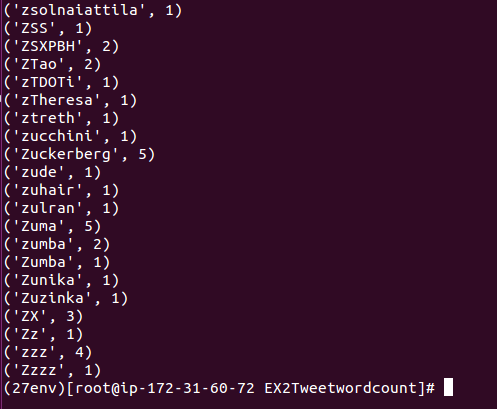 ('zsolnaiattila', 1)
('ZSS', 1)
('ZSXPBH', 2)
('ZTao', 2)
('zTDOTi', 1)
('zTheresa', 1)
('ztreth', 1)
('zucchini', 1)
('Zuckerberg', 5)
('zude', 1)
('zuhair', 1)
('zulran', 1)
('Zuma', 5)
('zumba', 2)
('Zumba', 1)
('Zunika', 1)
('Zuzinka', 1)
('ZX', 3)
('Zz', 1)
('zzz', 4)
('Zzzz', 1)
(27env)[root@ip-172-31-60-72 EX2Tweetwordcount]#